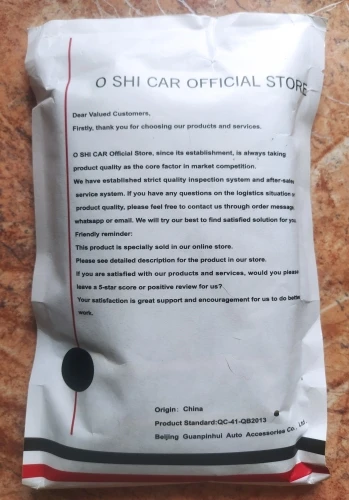 O SHI CAR OFFICIAL STORE
Dear Valued Customers,
Firstly, thank you for choosing our products and services.
O SHI CAR Official Store, since its establishment, is always taking
product quality as the core factor in market competition.
We have established strict quality inspection system and after-sales
service system. If you have any questions on the logistics situation or
product quality, please feel free to contact us through order message,
whatsapp or email. We will try our best to find satisfied solution for you.
Friendly reminder:
This product is specially sold in our online store.
Please see detailed description for the product in our store.
If you are satisfied with our products and services, would you please
leave a 5-star score or positive review for us?
Your satisfaction is great support and encouragement for us to do better
work.
Origin: China
Product Standard:QC-41-QB2013
Beijing Guanpinhui Auto Accessories Co., Ltd.